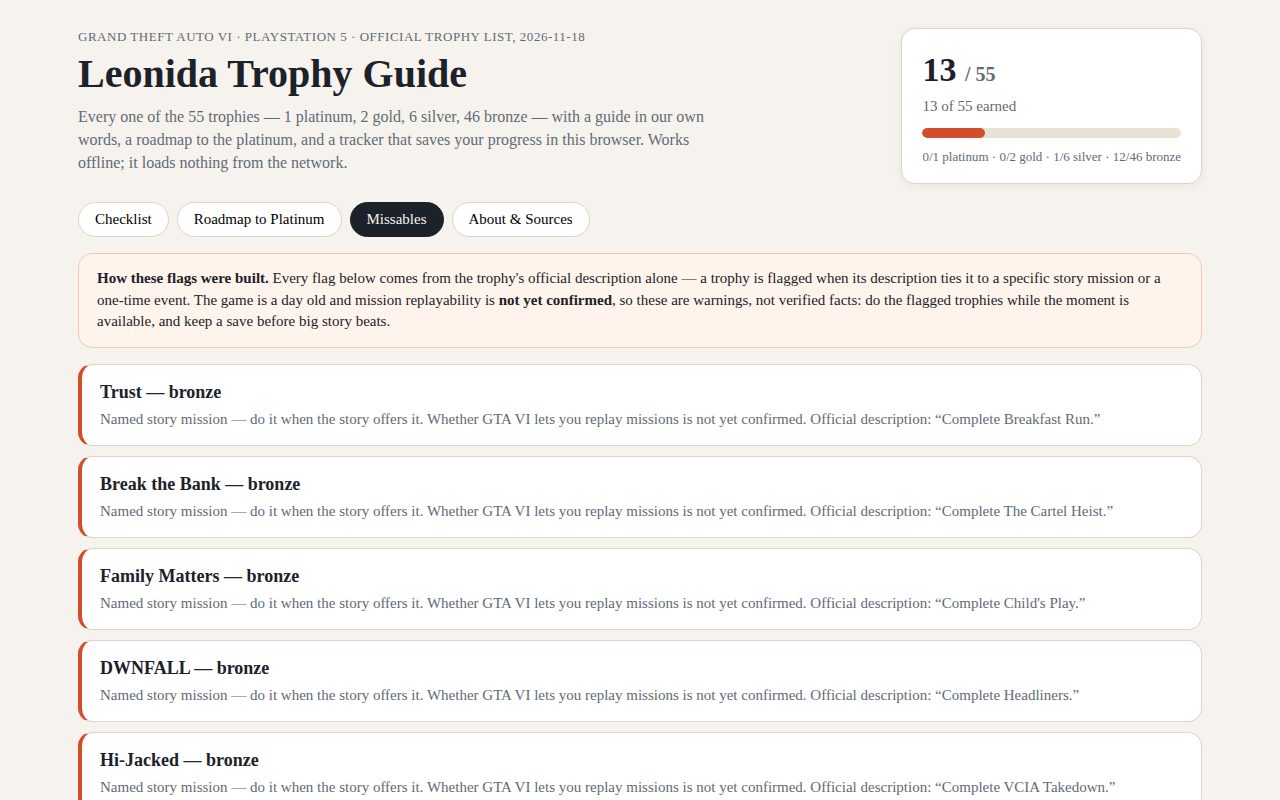 GRAND THEFT AUTO VI · PLAYSTATION 5 · OFFICIAL TROPHY LIST, 2026-11-18
Leonida Trophy Guide
Every one of the 55 trophies — 1 platinum, 2 gold, 6 silver, 46 bronze — with a guide in our own
words, a roadmap to the platinum, and a tracker that saves your progress in this browser. Works
offline; it loads nothing from the network.
13 / 55
13 of 55 earned
0/1 platinum · 0/2 gold · 1/6 silver · 12/46 bronze
Checklist
Roadmap to Platinum
Missables
About & Sources
How these flags were built. Every flag below comes from the trophy's official description alone — a trophy is flagged when its description ties it to a specific story mission or a
one-time event. The game is a day old and mission replayability is not yet confirmed, so these are warnings, not verified facts: do the flagged trophies while the moment is
available, and keep a save before big story beats.
Trust — bronze
Named story mission — do it when the story offers it. Whether GTA VI lets you replay missions is not yet confirmed. Official description: “Complete Breakfast Run.”
Break the Bank — bronze
Named story mission — do it when the story offers it. Whether GTA VI lets you replay missions is not yet confirmed. Official description: “Complete The Cartel Heist.”
Family Matters — bronze
Named story mission — do it when the story offers it. Whether GTA VI lets you replay missions is not yet confirmed. Official description: “Complete Child's Play.”
DWNFALL — bronze
Named story mission — do it when the story offers it. Whether GTA VI lets you replay missions is not yet confirmed. Official description: “Complete Headliners.”
Hi-Jacked — bronze
Named story mission — do it when the story offers it. Whether GTA VI lets you replay missions is not yet confirmed. Official description: “Complete VCIA Takedown.”